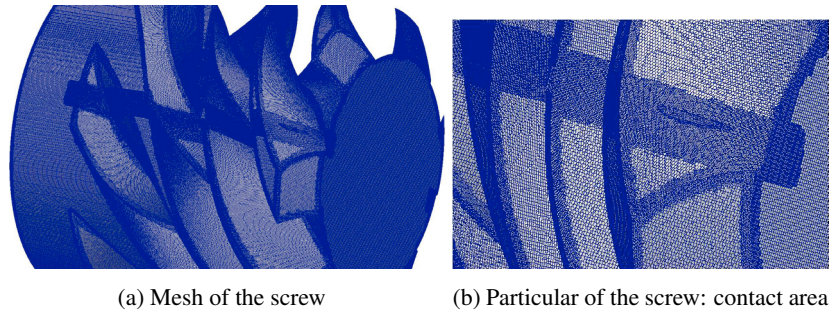 (a) Mesh of the screw
(b) Particular of the screw: contact area